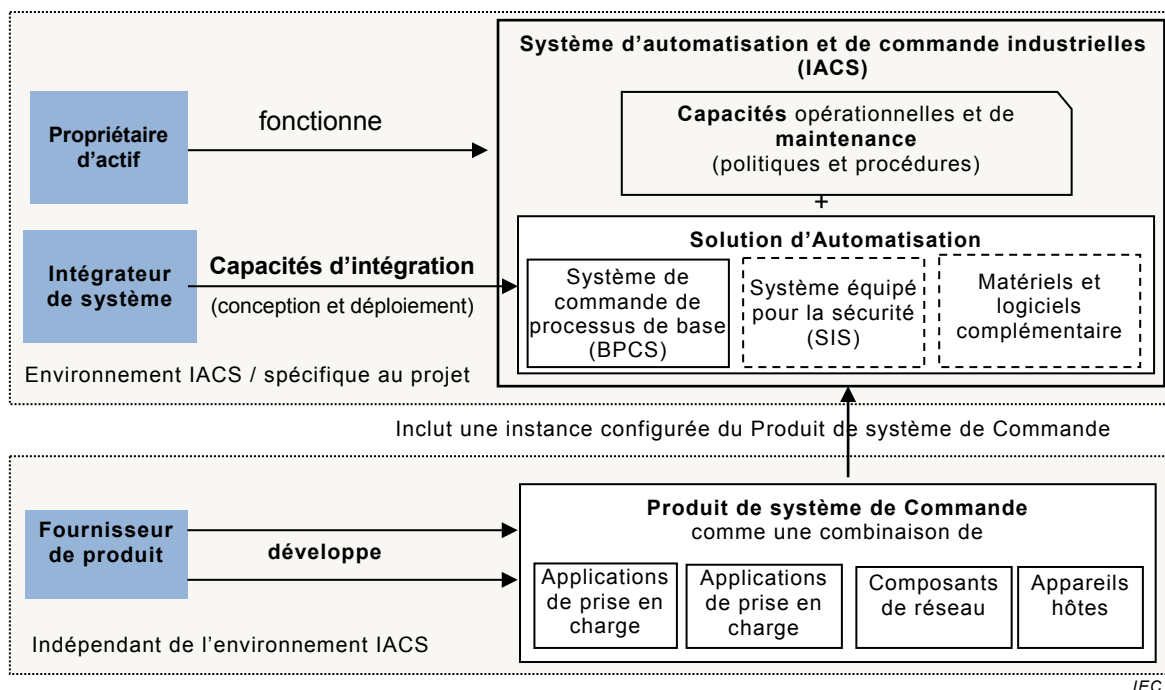 Système d’automatisation et de commande industrielles
(IACS)
Propriétaire
d’actif
fonctionne
Capacités opérationnelles et de
maintenance
(politiques et procédures)
+
Intégrateur
de système
Capacités d’intégration
(conception et déploiement)
Solution d’Automatisation
Système de
commande de
processus de base
(BPCS)
Système équipé
pour la sécurité
(SIS)
Matériels et
logiciels
complémentaire
Environnement IACS / spécifique au projet
Inclut une instance configurée du Produit de système de Commande
Fournisseur
de produit
développe
Produit de système de Commande
comme une combinaison de
Applications
de prise en
charge
Applications
de prise en
charge
Composants
de réseau
Appareils
hôtes
Indépendant de l’environnement IACS
IEC